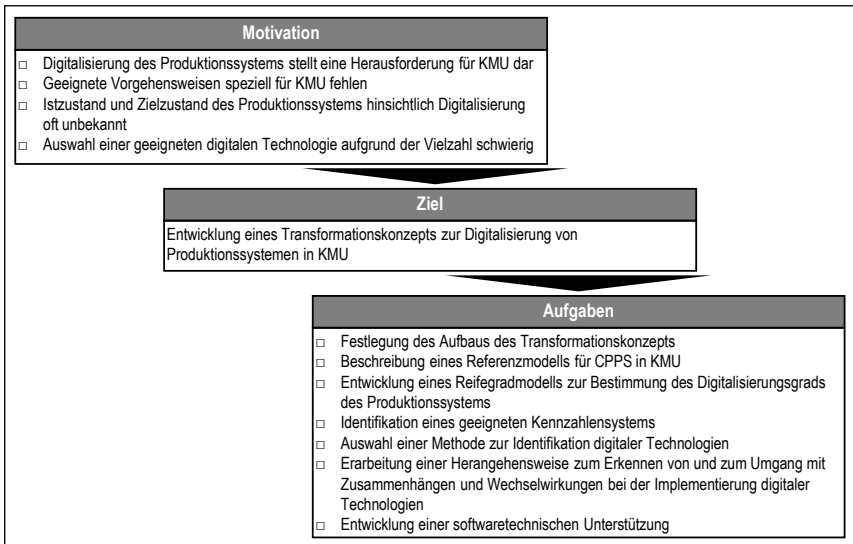 Motivation
□ Digitalisierung des Produktionssystems stellt eine Herausforderung für KMU dar
□ Geeignete Vorgehensweisen speziell für KMU fehlen
□ Istzustand und Zielzustand des Produktionssystems hinsichtlich Digitalisierung
oft unbekannt
□ Auswahl einer geeigneten digitalen Technologie aufgrund der Vielzahl schwierig
Ziel
Entwicklung eines Transformationskonzepts zur Digitalisierung von
Produktionssystemen in KMU
Aufgaben
□ Festlegung des Aufbaus des Transformationskonzepts
□ Beschreibung eines Referenzmodells für CPPS in KMU
□ Entwicklung eines Reifegradmodells zur Bestimmung des Digitalisierungsgrads
des Produktionssystems
□ Identifikation eines geeigneten Kennzahlensystems
□ Auswahl einer Methode zur Identifikation digitaler Technologien
□ Erarbeitung einer Herangehensweise zum Erkennen von und zum Umgang mit
Zusammenhängen und Wechselwirkungen bei der Implementierung digitaler
Technologien
□ Entwicklung einer softwaretechnischen Unterstützung